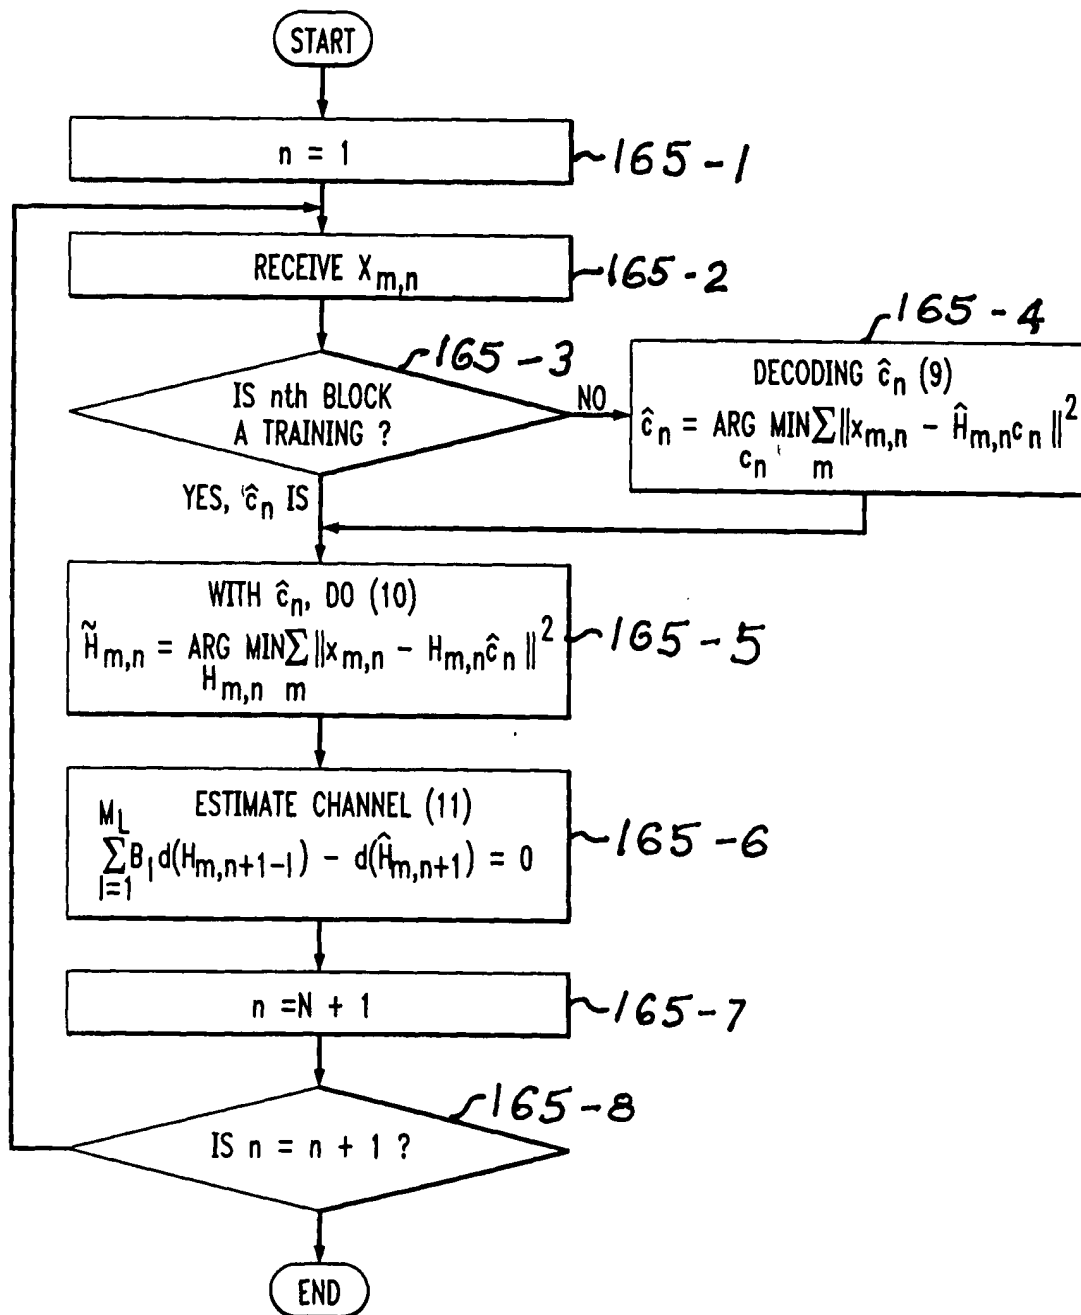 START
n = 1
165-1
RECEIVE X_{m,n}
165-2
165-3
IS nth BLOCK
A TRAINING ?
NO
165-4
DECODING ĉ_n (9)
ĉ_n = ARG MIN_{c_n} ∑_m ||x_{m,n} - Ĥ_{m,n}c_n||^2
YES, ĉ_n IS
WITH ĉ_n, DO (10)
H̃_{m,n} = ARG MIN_{H_{m,n}} ∑_m ||x_{m,n} - H_{m,n}ĉ_n||^2
165-5
ESTIMATE CHANNEL (11)
∑_{l=1}^{M_L} B_l d(H_{m,n+1-l}) - d(Ĥ_{m,n+1}) = 0
165-6
n =N + 1
165-7
165-8
IS n = n + 1 ?
END